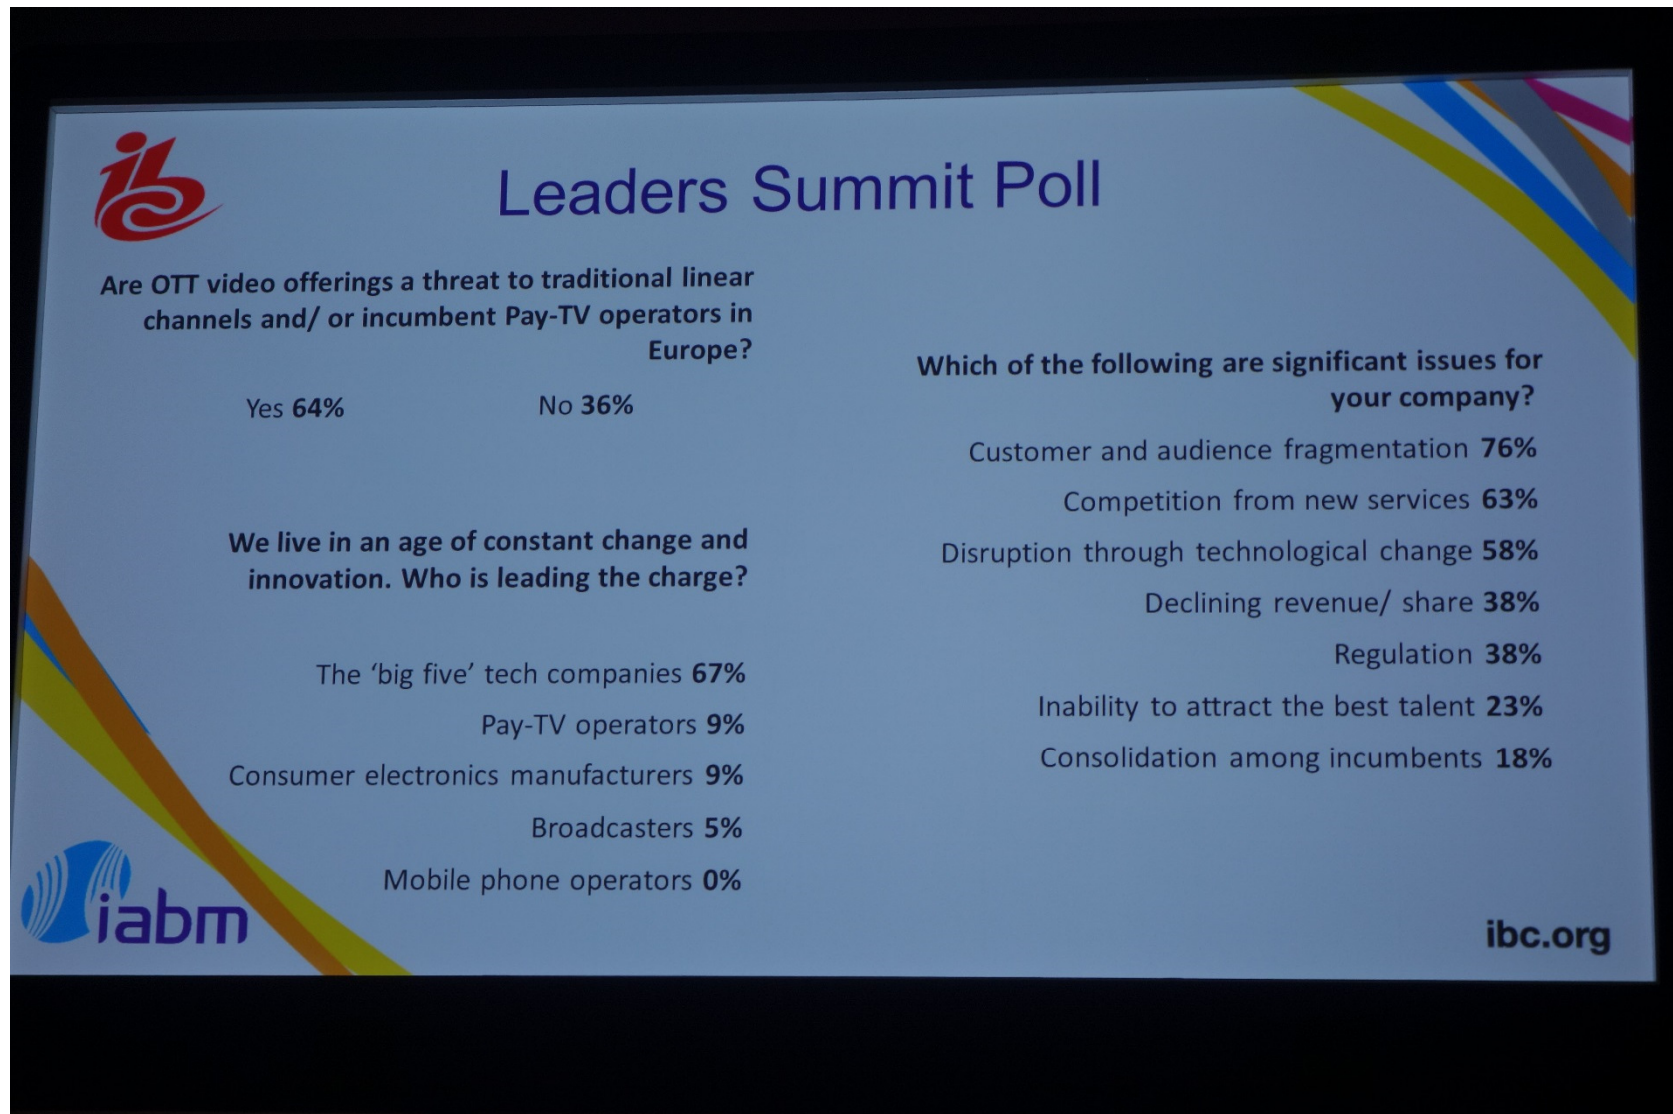 ibc
Leaders Summit Poll
Are OTT video offerings a threat to traditional linear
channels and/ or incumbent Pay-TV operators in
Europe?
Yes 64% No 36%
We live in an age of constant change and
innovation. Who is leading the charge?
The ‘big five’ tech companies 67%
Pay-TV operators 9%
Consumer electronics manufacturers 9%
Broadcasters 5%
Mobile phone operators 0%
Which of the following are significant issues for
your company?
Customer and audience fragmentation 76%
Competition from new services 63%
Disruption through technological change 58%
Declining revenue/ share 38%
Regulation 38%
Inability to attract the best talent 23%
Consolidation among incumbents 18%
iabm
ibc.org